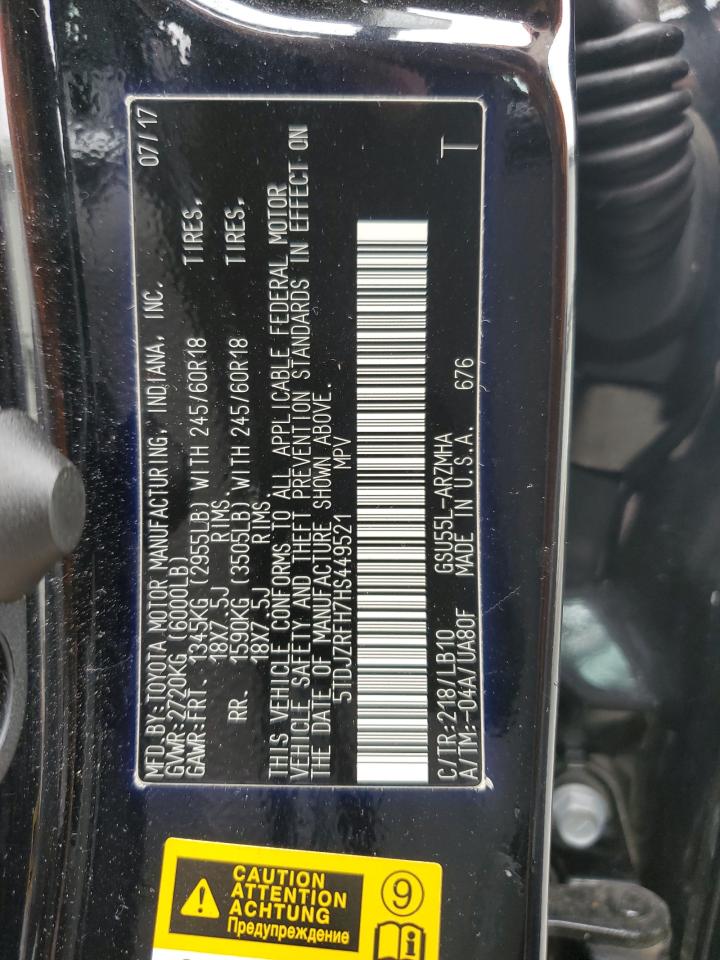 MFD.BY:TOYOTA MOTOR MANUFACTURING, INDIANA, INC. 07/17
GVWR:2720KG (6000LB)
GAWR:FRT. 1345KG (2955LB) WITH 245/60R18 TIRES,
18X7.5J RIMS.
RR. 1590KG (3505LB) WITH 245/60R18 TIRES,
18X7.5J RIMS
THIS VEHICLE CONFORMS TO ALL APPLICABLE FEDERAL MOTOR
VEHICLE SAFETY AND THEFT PREVENTION STANDARDS IN EFFECT ON
THE DATE OF MANUFACTURE SHOWN ABOVE.
5TDJZRFH7HS449521 MPV
C/TR:218/LB10 GSU55L-ARZMHA
A/TM:-04A/UA80F MADE IN U.S.A. 676 T
CAUTION
ATTENTION
ACHTUNG
Предупреждение
9